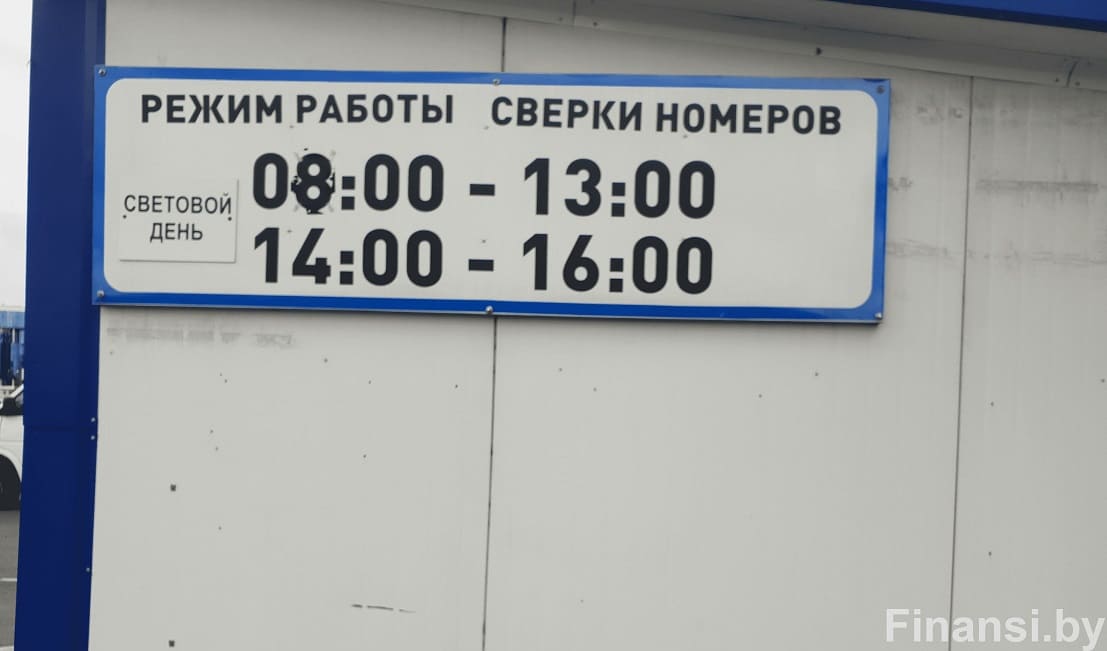 РЕЖИМ РАБОТЫ СВЕРКИ НОМЕРОВ
08:00 - 13:00
СВЕТОВОЙ
ДЕНЬ
14:00 - 16:00
Finansi.by